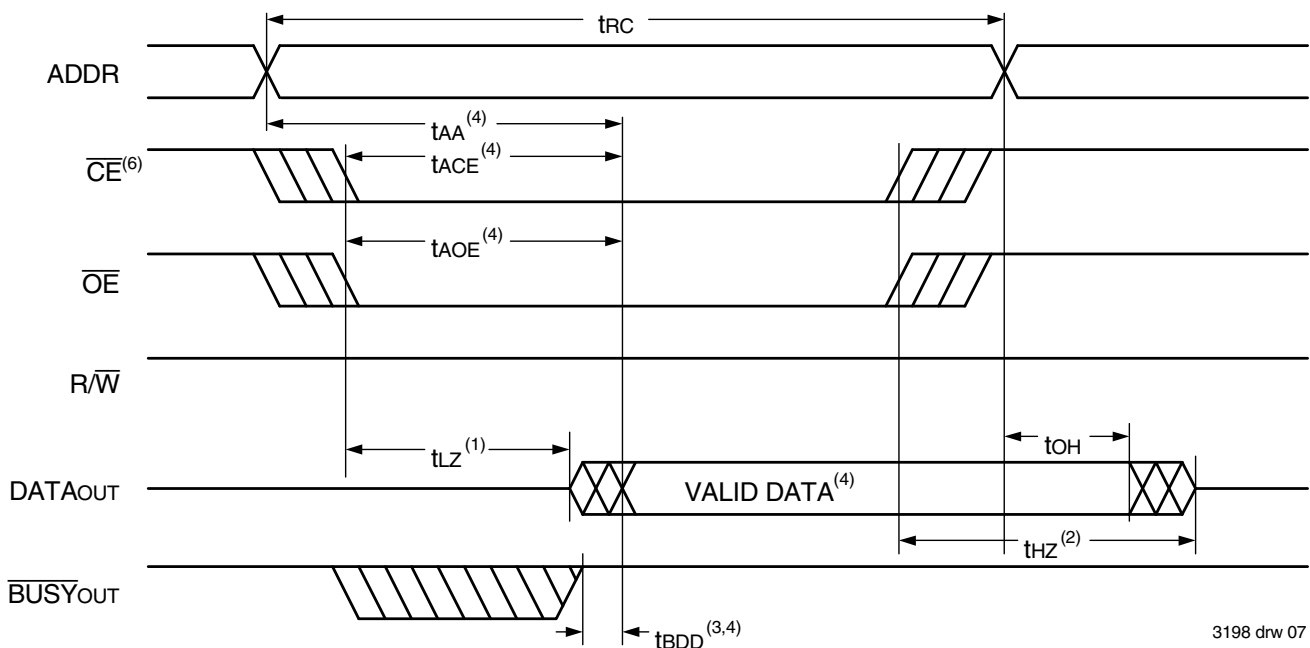 tRC
ADDR
tAA(4)
CE(6)
tACE(4)
tAOE(4)
OE
R/W
tLZ(1)
tOH
DATAOUT
VALID DATA(4)
tHZ(2)
BUSYOUT
tBDD(3,4)
3198 drw 07